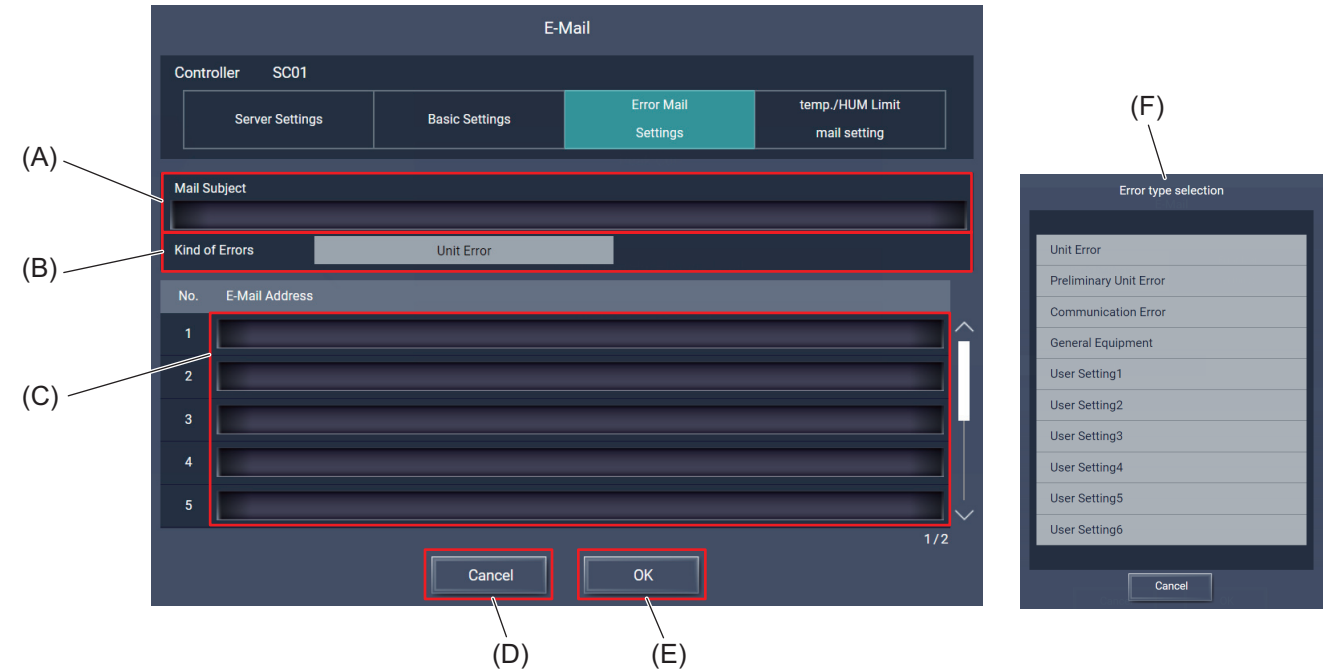 E-Mail
Controller SC01
Server Settings
Basic Settings
Error Mail
Settings
temp./HUM Limit
mail setting
(A)
Mail Subject
(B)
Kind of Errors Unit Error
No. E-Mail Address
(C)
1
2
3
4
5
1 / 2
Cancel OK
(D) (E)
(F)
Error type selection
Unit Error
Preliminary Unit Error
Communication Error
General Equipment
User Setting1
User Setting2
User Setting3
User Setting4
User Setting5
User Setting6
Cancel